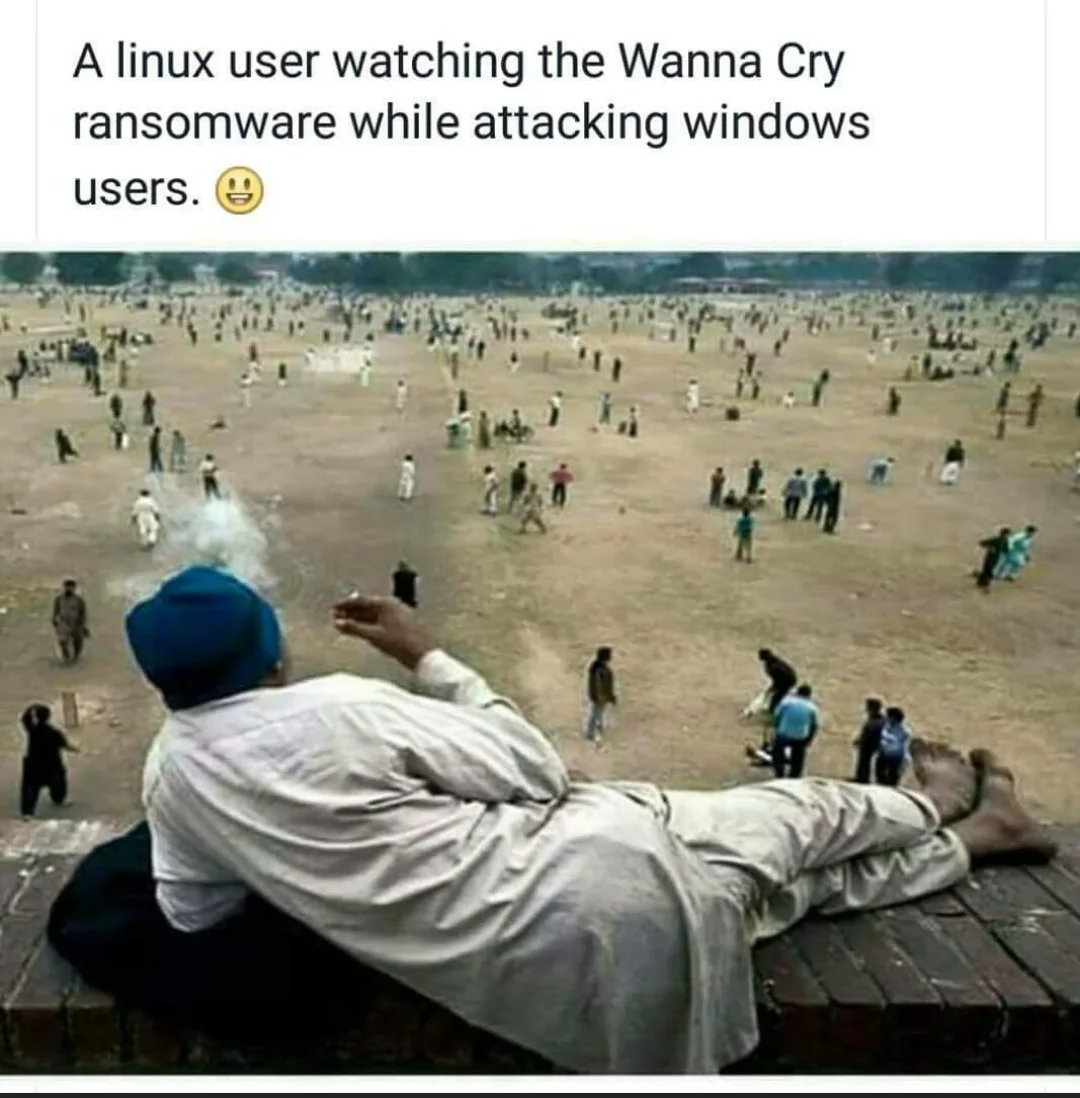 A linux user watching the Wanna Cry
ransomware while attacking windows
users. 😃